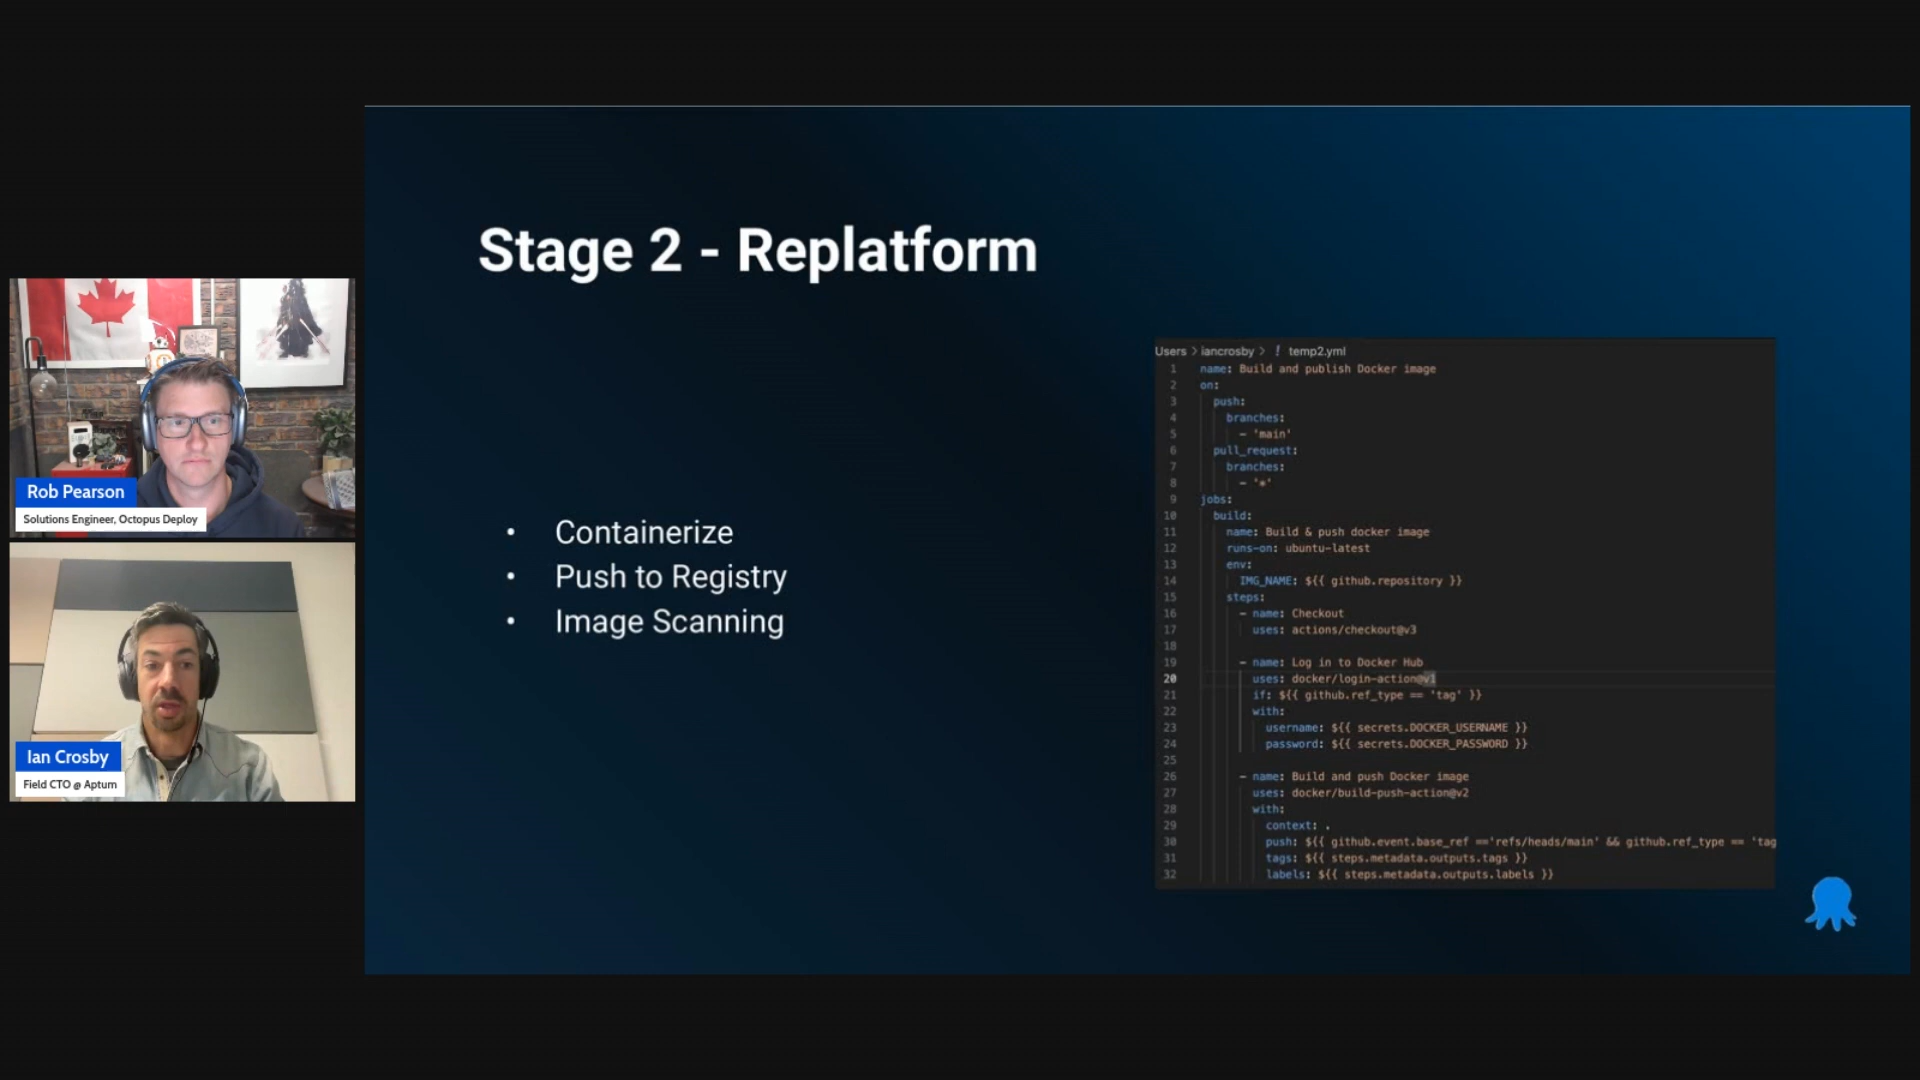 Stage 2 - Replatform
• Containerize
• Push to Registry
• Image Scanning
Users > iancrosby > ! temp2.yml
1 name: Build and publish Docker image
2 on:
3 push:
4 branches:
5 - 'main'
6 pull_request:
7 branches:
8 - '*'
9 jobs:
10 build:
11 name: Build & push docker image
12 runs-on: ubuntu-latest
13 env:
14 IMG_NAME: ${{ github.repository }}
15 steps:
16 - name: Checkout
17 uses: actions/checkout@v3
18
19 - name: Log in to Docker Hub
20 uses: docker/login-action@v1
21 if: ${{ github.ref_type == 'tag' }}
22 with:
23 username: ${{ secrets.DOCKER_USERNAME }}
24 password: ${{ secrets.DOCKER_PASSWORD }}
25
26 - name: Build and push Docker image
27 uses: docker/build-push-action@v2
28 with:
29 context: .
30 push: ${{ github.event.base_ref =='refs/heads/main' && github.ref_type == 'tag
31 tags: ${{ steps.metadata.outputs.tags }}
32 labels: ${{ steps.metadata.outputs.labels }}
Rob Pearson
Solutions Engineer, Octopus Deploy
Ian Crosby
Field CTO @ Aptum